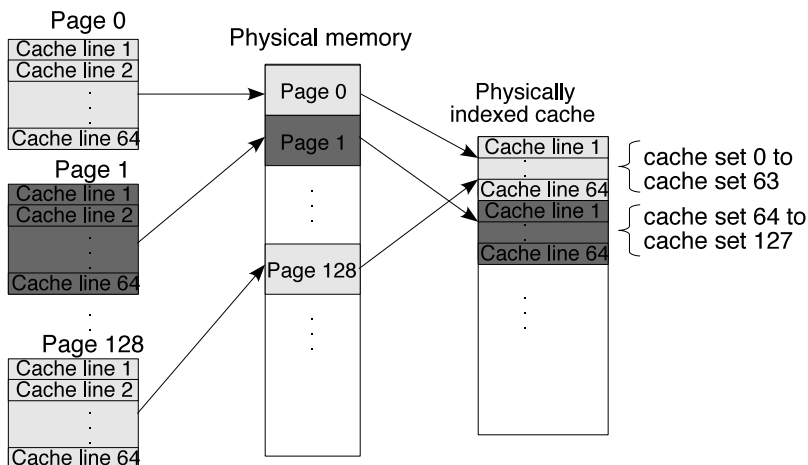 Page 0
Cache line 1
Cache line 2
Cache line 64
Page 1
Cache line 1
Cache line 2
Cache line 64
Page 128
Cache line 1
Cache line 2
Cache line 64
Physical memory
Page 0
Page 1
Page 128
Physically
indexed cache
Cache line 1
Cache line 64
Cache line 1
Cache line 64
cache set 0 to
cache set 63
cache set 64 to
cache set 127